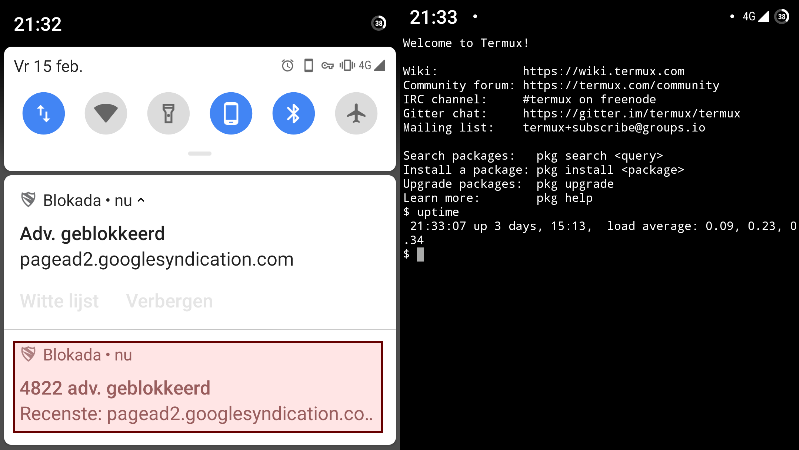 21:32
38
Vr 15 feb.
4G
Blokada • nu
Adv. geblokkeerd
pagead2.googlesyndication.com
Witte lijst Verbergen
Blokada • nu
4822 adv. geblokkeerd
Recenste: pagead2.googlesyndication.co..
21:33 •
• 4G 38
Welcome to Termux!
Wiki: https://wiki.termux.com
Community forum: https://termux.com/community
IRC channel: #termux on freenode
Gitter chat: https://gitter.im/termux/termux
Mailing list: termux+subscribe@groups.io
Search packages: pkg search <query>
Install a package: pkg install <package>
Upgrade packages: pkg upgrade
Learn more: pkg help
$ uptime
21:33:07 up 3 days, 15:13, load average: 0.09, 0.23, 0
.34
$